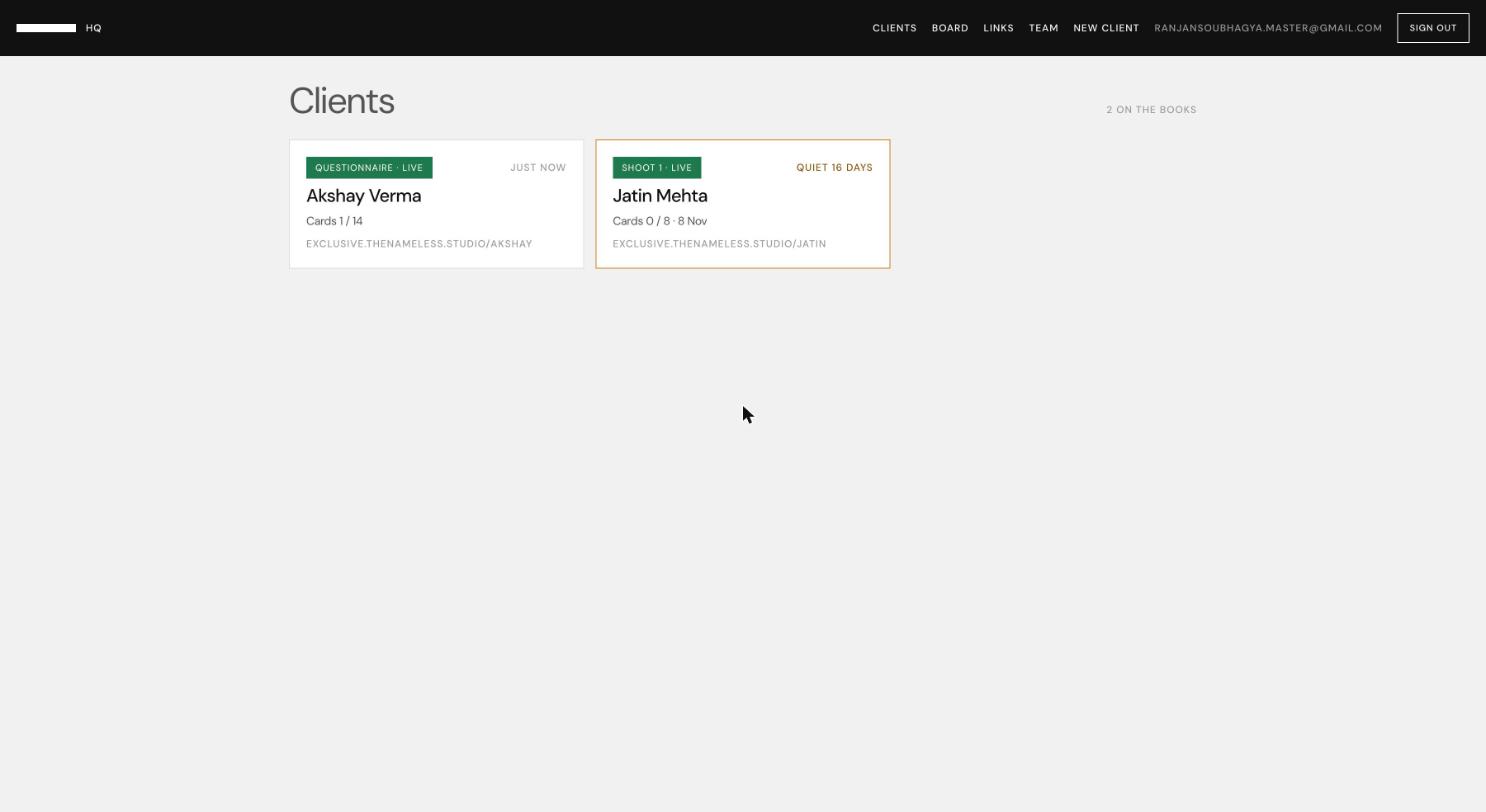 HQ
CLIENTS BOARD LINKS TEAM NEW CLIENT RANJANSOUBHAGYA.MASTER@GMAIL.COM SIGN OUT
Clients
2 ON THE BOOKS
QUESTIONNAIRE · LIVE JUST NOW
Akshay Verma
Cards 1 / 14
EXCLUSIVE.THENAMELESS.STUDIO/AKSHAY
SHOOT 1 · LIVE QUIET 16 DAYS
Jatin Mehta
Cards 0 / 8 · 8 Nov
EXCLUSIVE.THENAMELESS.STUDIO/JATIN